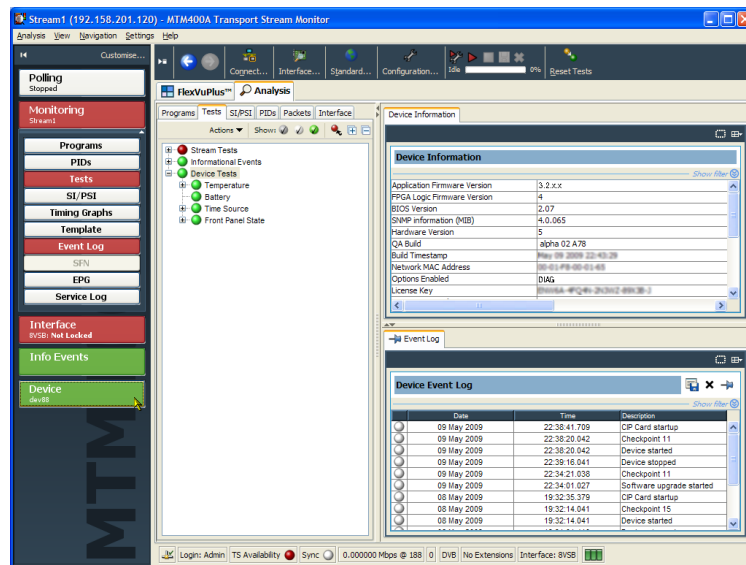 Stream1 (192.158.201.120) - MTM400A Transport Stream Monitor
Analysis View Navigation Settings Help
Customise...
Polling
Stopped
Monitoring
Stream1
Programs
PIDs
Tests
SI/PSI
Timing Graphs
Template
Event Log
SFN
EPG
Service Log
Interface
8VSB: Not Locked
Info Events
Device
dev88
MTM
Connect... Interface... Standard... Configuration... Idle 0% Reset Tests
FlexVuPlus™ Analysis
Programs Tests SI/PSI PIDs Packets Interface
Actions Show:
Stream Tests
Informational Events
Device Tests
Temperature
Battery
Time Source
Front Panel State
Device Information
Device Information
Show filter
Application Firmware Version 3.2.x.x
FPGA Logic Firmware Version 4
BIOS Version 2.07
SNMP information (MIB) 4.0.065
Hardware Version 5
QA Build alpha 02 A78
Build Timestamp May 09 2009 22:43:29
Network MAC Address
Options Enabled DIAG
License Key
Event Log
Device Event Log
Show filter
Date Time Description
09 May 2009 22:38:41.709 CIP Card startup
09 May 2009 22:38:20.042 Checkpoint 11
09 May 2009 22:38:20.042 Device started
09 May 2009 22:39:16.041 Device stopped
09 May 2009 22:34:21.038 Checkpoint 11
09 May 2009 22:34:01.027 Software upgrade started
08 May 2009 19:32:35.379 CIP Card startup
08 May 2009 19:32:14.041 Checkpoint 15
08 May 2009 19:32:14.041 Device started
Login: Admin TS Availability Sync 0.000000 Mbps @ 188 0 DVB No Extensions Interface: 8VSB